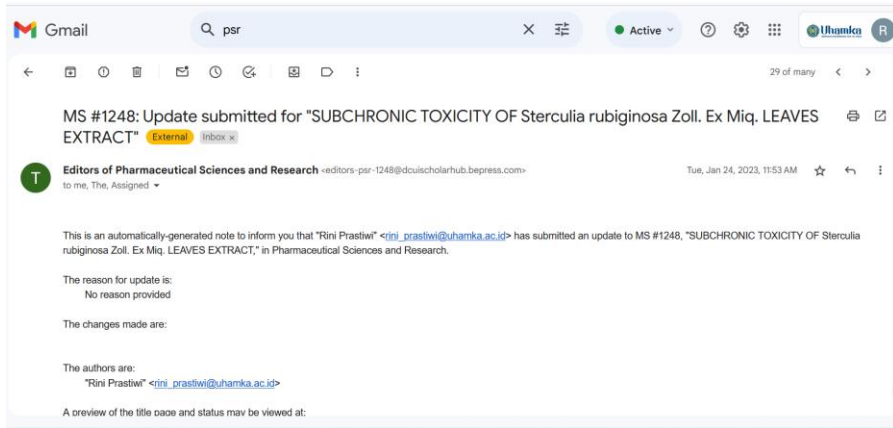 Gmail
psr
Active
Uhamka
R
29 of many
MS #1248: Update submitted for "SUBCHRONIC TOXICITY OF Sterculia rubiginosa Zoll. Ex Miq. LEAVES
EXTRACT" External Inbox x
T
Editors of Pharmaceutical Sciences and Research <editors-psr-1248@dcuischolarhub.bepress.com>
Tue, Jan 24, 2023, 11:53 AM
to me, The, Assigned
This is an automatically-generated note to inform you that "Rini Prastiwi" <rini_prastiwi@uhamka.ac.id> has submitted an update to MS #1248, "SUBCHRONIC TOXICITY OF Sterculia
rubiginosa Zoll. Ex Miq. LEAVES EXTRACT," in Pharmaceutical Sciences and Research.
The reason for update is:
No reason provided
The changes made are:
The authors are:
"Rini Prastiwi" <rini_prastiwi@uhamka.ac.id>
A preview of the title page and status may be viewed at: